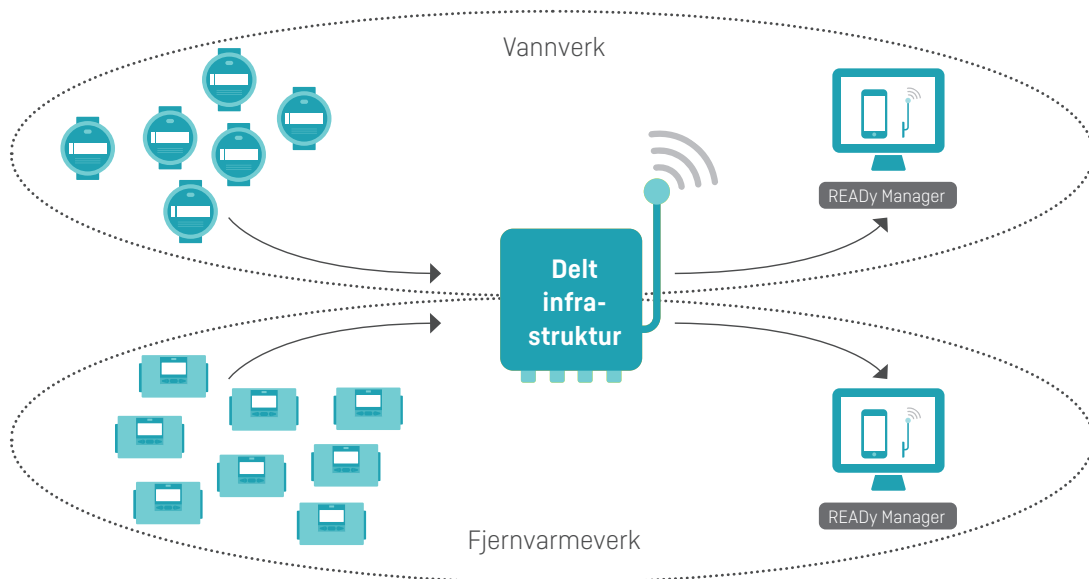 Vannverk
READy Manager
Delt
infra-
struktur
READy Manager
Fjernvarmeverk